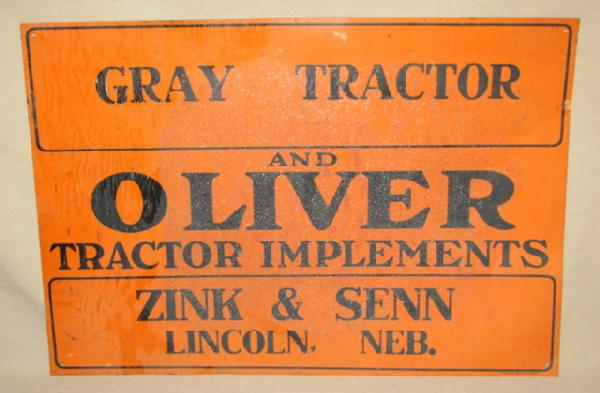 GRAY TRACTOR
AND
OLIVER
TRACTOR IMPLEMENTS
ZINK & SENN
LINCOLN. NEB.